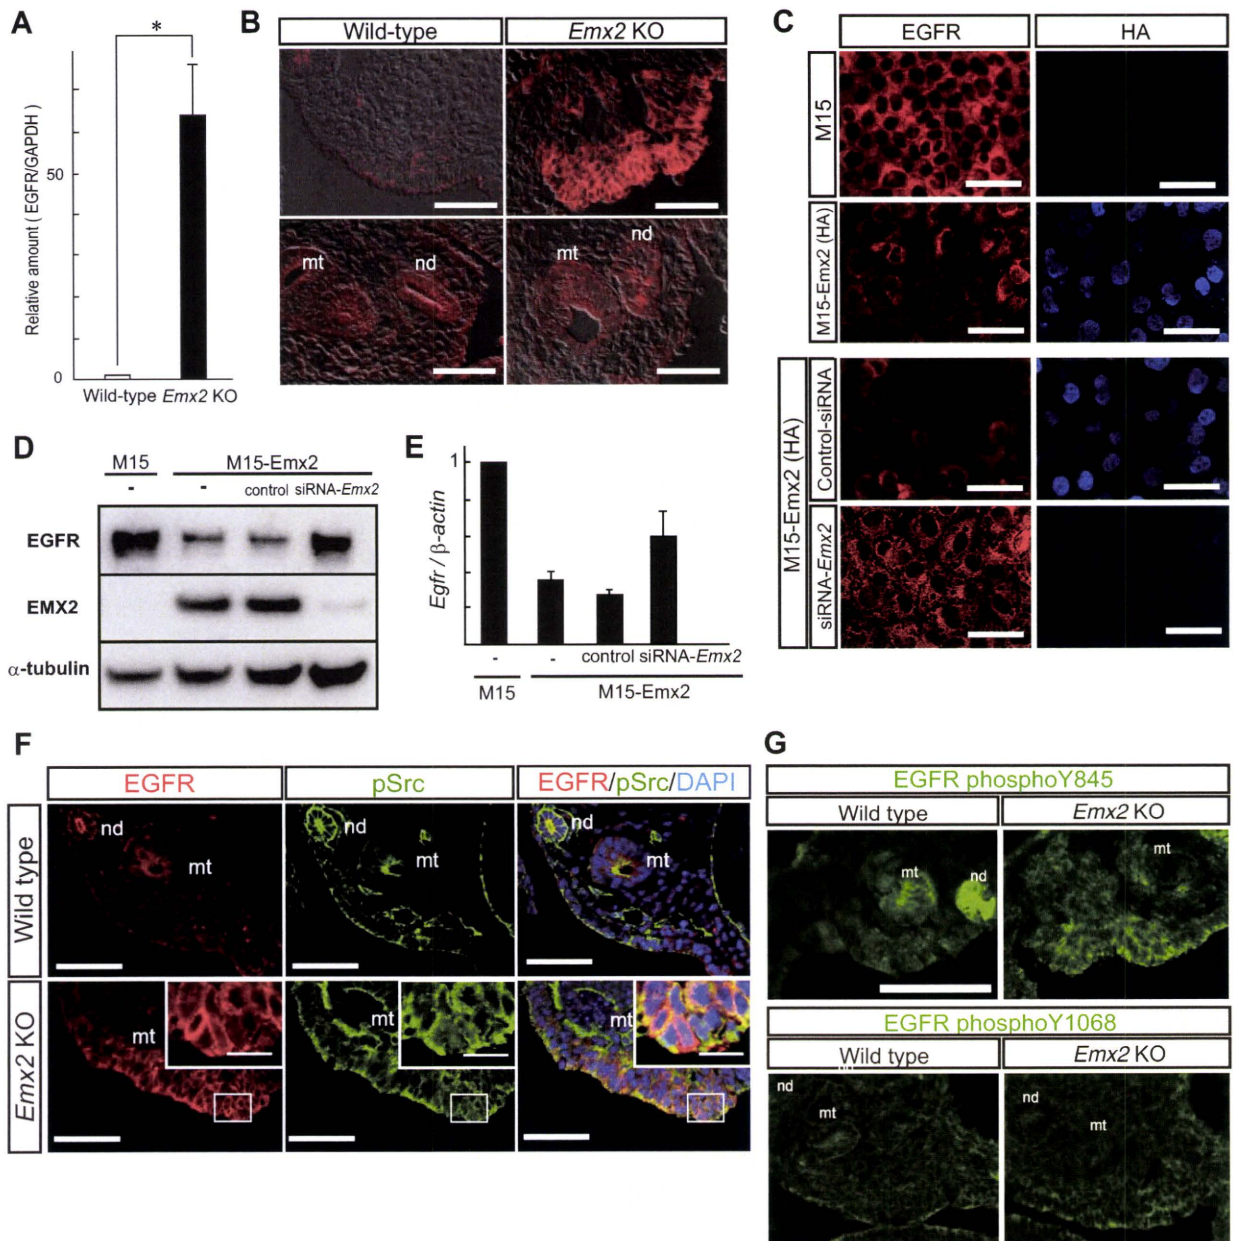 A
*
Relative amount ( EGFR/GAPDH )
50
0
Wild-type Emx2 KO
B
Wild-type
Emx2 KO
mt
nd
mt
nd
C
EGFR
HA
M15
M15-Emx2 (HA)
M15-Emx2 (HA)
Control-siRNA
siRNA-Emx2
D
M15
M15-Emx2
-
-
control siRNA-Emx2
EGFR
EMX2
α-tubulin
E
1
Egfr / β-actin
-
-
control siRNA-Emx2
M15
M15-Emx2
F
EGFR
pSrc
EGFR/pSrc/DAPI
Wild type
nd
mt
nd
mt
nd
mt
Emx2 KO
mt
mt
mt
G
EGFR phosphoY845
Wild type
Emx2 KO
mt
nd
mt
EGFR phosphoY1068
Wild type
Emx2 KO
nd
mt
nd
mt